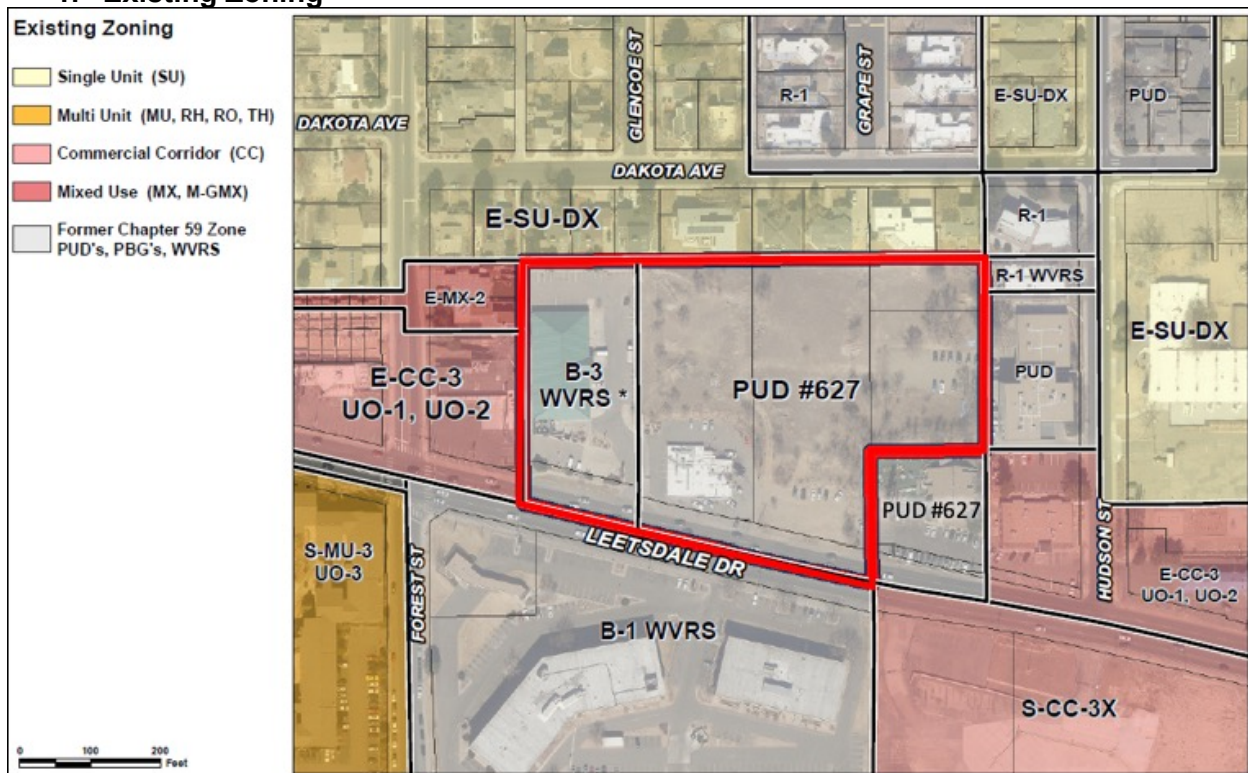 Existing Zoning
Existing Zoning
Single Unit (SU)
Multi Unit (MU, RH, RO, TH)
Commercial Corridor (CC)
Mixed Use (MX, M-GMX)
Former Chapter 59 Zone
PUD's, PBG's, WVRS
0 100 200
Feet
GLENCOE ST
GRAPE ST
R-1
E-SU-DX
PUD
DAKOTA AVE
DAKOTA AVE
E-SU-DX
R-1
R-1 WVRS
E-MX-2
E-SU-DX
E-CC-3
UO-1, UO-2
B-3
WVRS *
PUD #627
PUD
PUD #627
LEETSDALE DR
S-MU-3
UO-3
FOREST ST
HUDSON ST
E-CC-3
UO-1, UO-2
B-1 WVRS
S-CC-3X